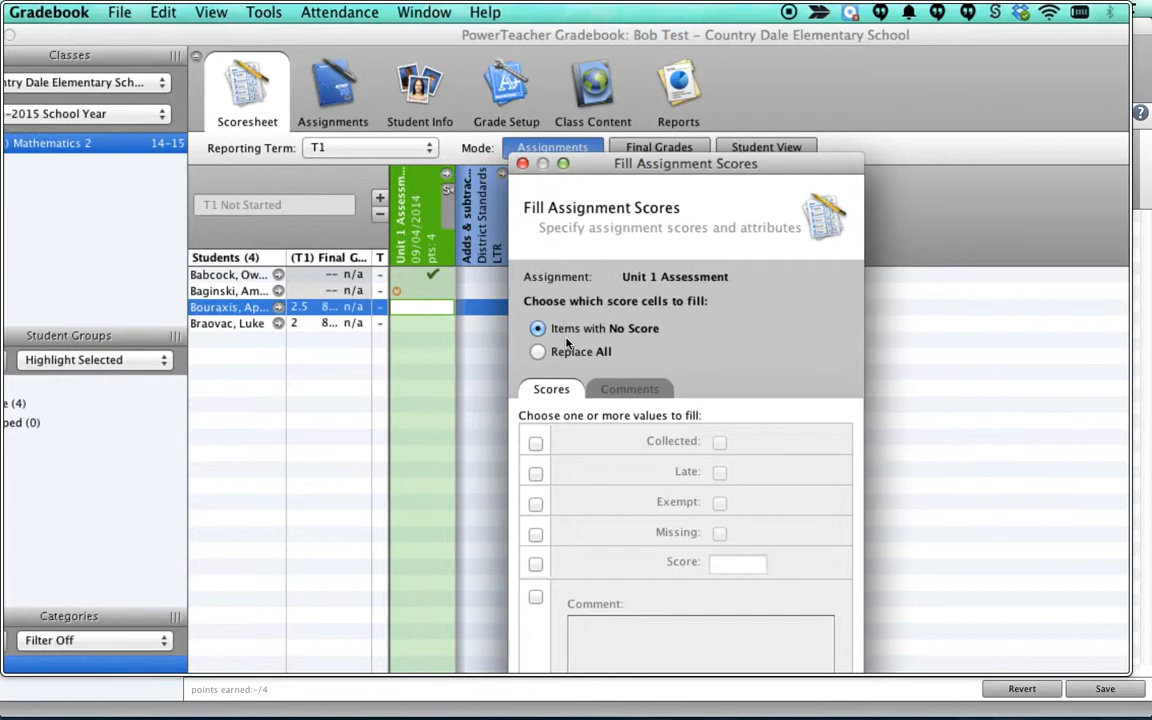 Gradebook File Edit View Tools Attendance Window Help
PowerTeacher Gradebook: Bob Test – Country Dale Elementary School
Classes
ntry Dale Elementary Sch...
-2015 School Year
) Mathematics 2 14-15
Scoresheet Assignments Student Info Grade Setup Class Content Reports
Reporting Term: T1 Mode: Assignments Final Grades Student View
T1 Not Started
+
−
Unit 1 Assessm...
09/04/2014
pts: 4
Adds & subtrac...
District Standards
LTR
Students (4) (T1) Final G... T
Babcock, Ow... -- n/a -
Baginski, Am... -- n/a -
Bouraxis, Ap... 2.5 8... n/a -
Braovac, Luke 2 8... n/a -
Student Groups
Highlight Selected
e (4)
ped (0)
Categories
Filter Off
Fill Assignment Scores
Fill Assignment Scores
Specify assignment scores and attributes
Assignment: Unit 1 Assessment
Choose which score cells to fill:
Items with No Score
Replace All
Scores Comments
Choose one or more values to fill:
Collected:
Late:
Exempt:
Missing:
Score:
Comment:
points earned:-/4 Revert Save